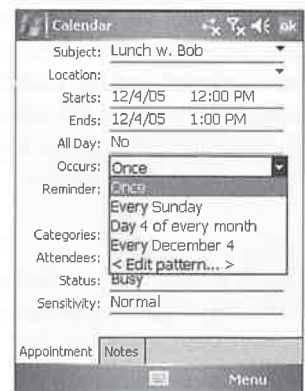 Calendar ok
Subject: Lunch w. Bob
Location:
Starts: 12/4/05 12:00 PM
Ends: 12/4/05 1:00 PM
All Day: No
Occurs: Once
Reminder: Once
Every Sunday
Day 4 of every month
Categories: Every December 4
Attendees: < Edit pattern... >
Status: Busy
Sensitivity: Normal
Appointment Notes
Menu